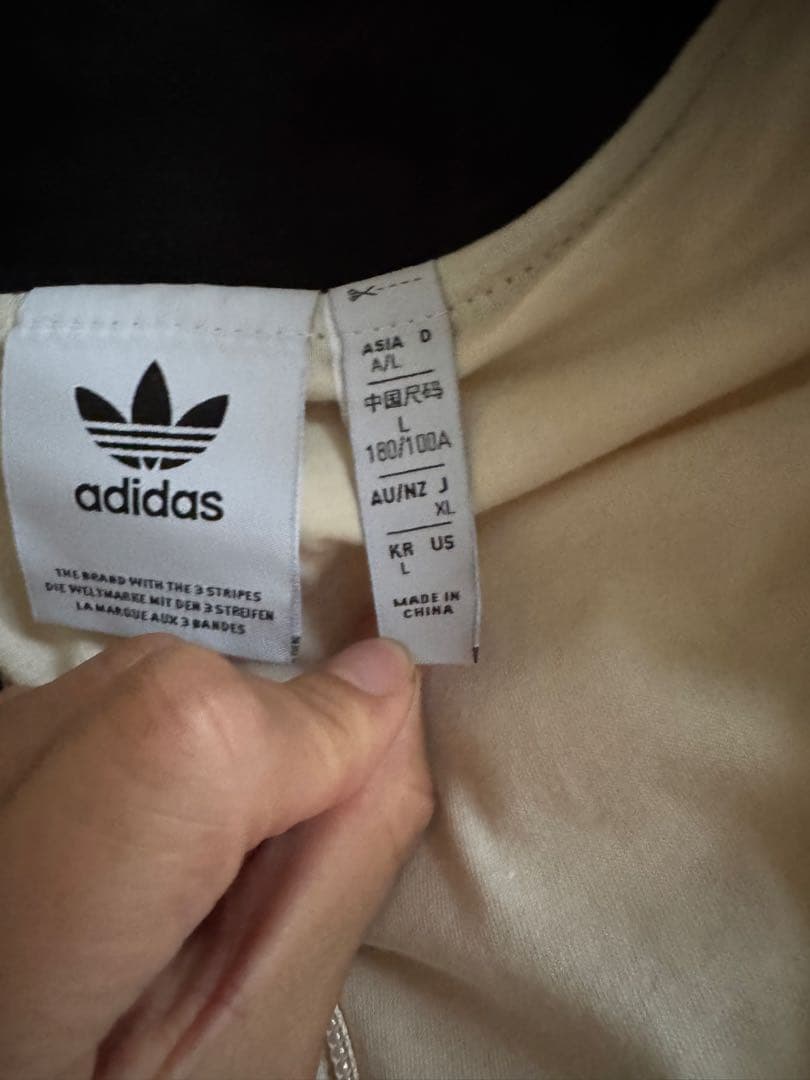 adidas
THE BRAND WITH THE 3 STRIPES
DIE WELTMARKE MIT DEN 3 STREIFEN
LA MARQUE AUX 3 BANDES
ASIA D
A/L
中国尺码
L
180/100A
AU/NZ J
XL
KR US
L
MADE IN
CHINA